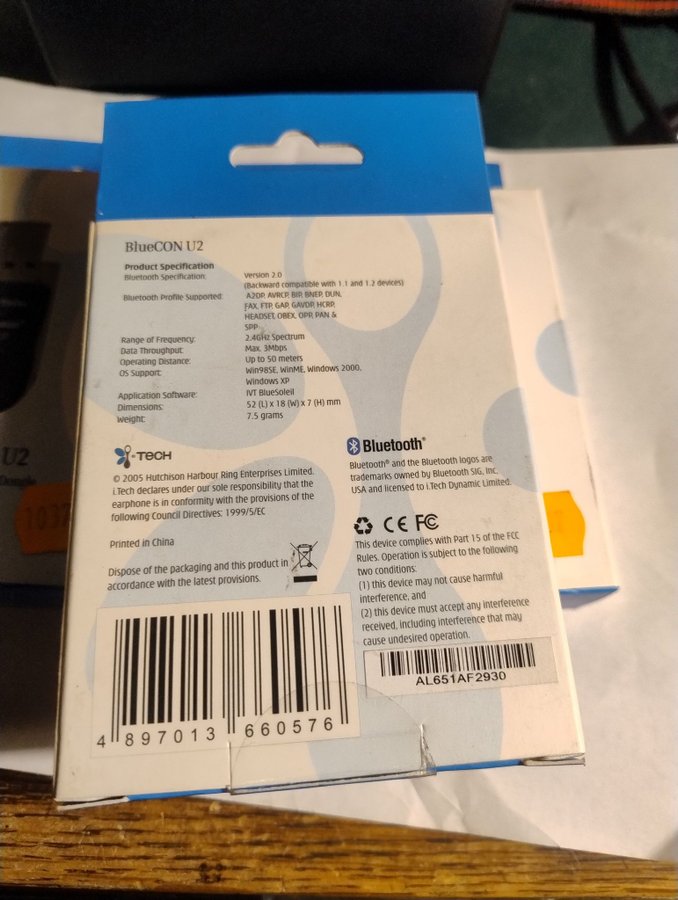 BlueCON U2
Product Specification
Bluetooth Specification: Version 2.0
(Backward compatible with 1.1 and 1.2 devices)
Bluetooth Profile Supported: A2DP, AVRCP, BIP, BNEP, DUN,
FAX, FTP, GAP, GAVDP, HCRP,
HEADSET, OBEX, OPP, PAN &
SPP
Range of Frequency: 2.4GHz Spectrum
Data Throughput: Max. 3Mbps
Operating Distance: Up to 50 meters
OS Support: Win98SE, WinME, Windows 2000,
Windows XP
Application Software: IVT BlueSoleil
Dimensions: 52 (L) x 18 (W) x 7 (H) mm
Weight: 7.5 grams
i.TECH
© 2005 Hutchison Harbour Ring Enterprises Limited.
i.Tech declares under our sole responsibility that the
earphone is in conformity with the provisions of the
following Council Directives: 1999/5/EC
Printed in China
Dispose of the packaging and this product in
accordance with the latest provisions.
4 897013 660576
Bluetooth®
Bluetooth® and the Bluetooth logos are
trademarks owned by Bluetooth SIG, Inc.
USA and licensed to i.Tech Dynamic Limited.
CE FC
This device complies with Part 15 of the FCC
Rules. Operation is subject to the following
two conditions:
(1) this device may not cause harmful
interference, and
(2) this device must accept any interference
received, including interference that may
cause undesired operation.
AL651AF2930
U2
Dongle